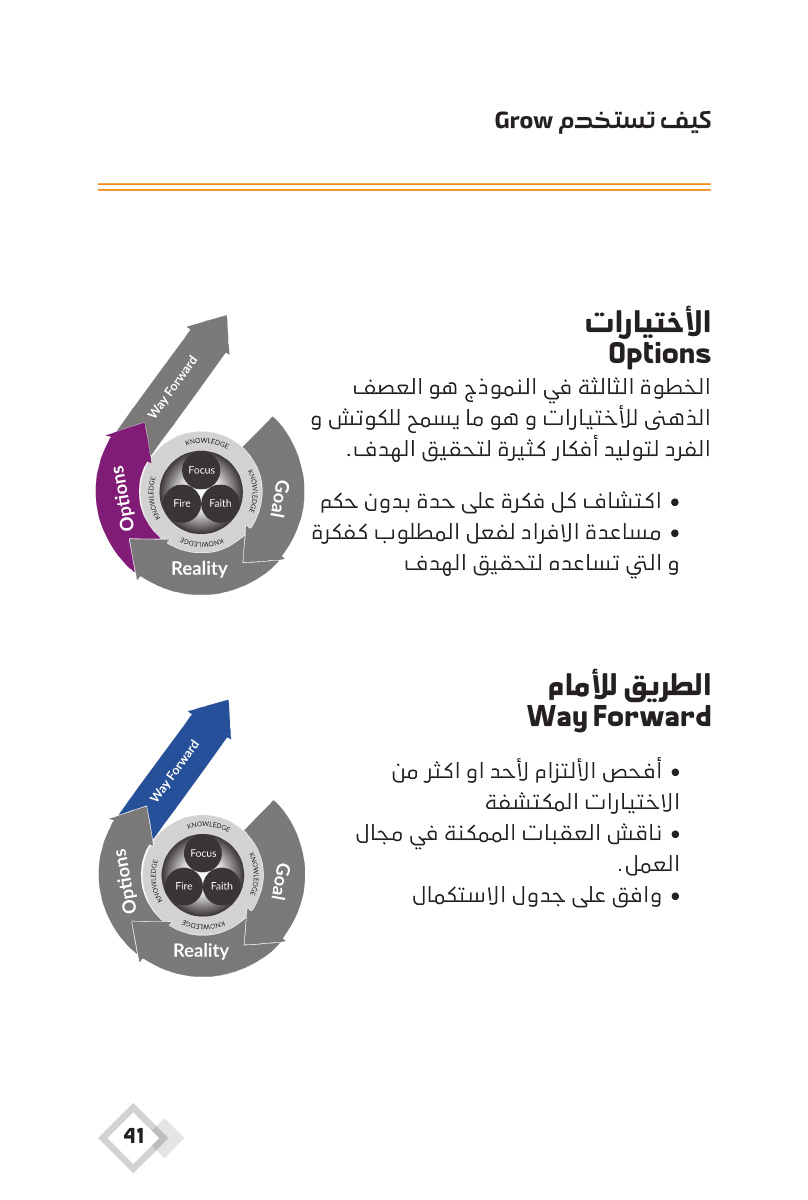 كيف تستخدم Grow
الأختيارات
Options
الخطوة الثالثة في النموذج هو العصف
الذهنى للأختيارات و هو ما يسمح للكوتش و
الفرد لتوليد أفكار كثيرة لتحقيق الهدف.
• اكتشاف كل فكرة على حدة بدون حكم
• مساعدة الافراد لفعل المطلوب كفكرة
و التي تساعده لتحقيق الهدف
Way Forward
Options
Goal
Reality
KNOWLEDGE
KNOWLEDGE
KNOWLEDGE
KNOWLEDGE
Focus
Fire
Faith
الطريق للأمام
Way Forward
• أفحص الألتزام لأحد او اكثر من
الاختيارات المكتشفة
• ناقش العقبات الممكنة في مجال
العمل.
• وافق على جدول الاستكمال
Way Forward
Options
Goal
Reality
KNOWLEDGE
KNOWLEDGE
KNOWLEDGE
KNOWLEDGE
Focus
Fire
Faith
41